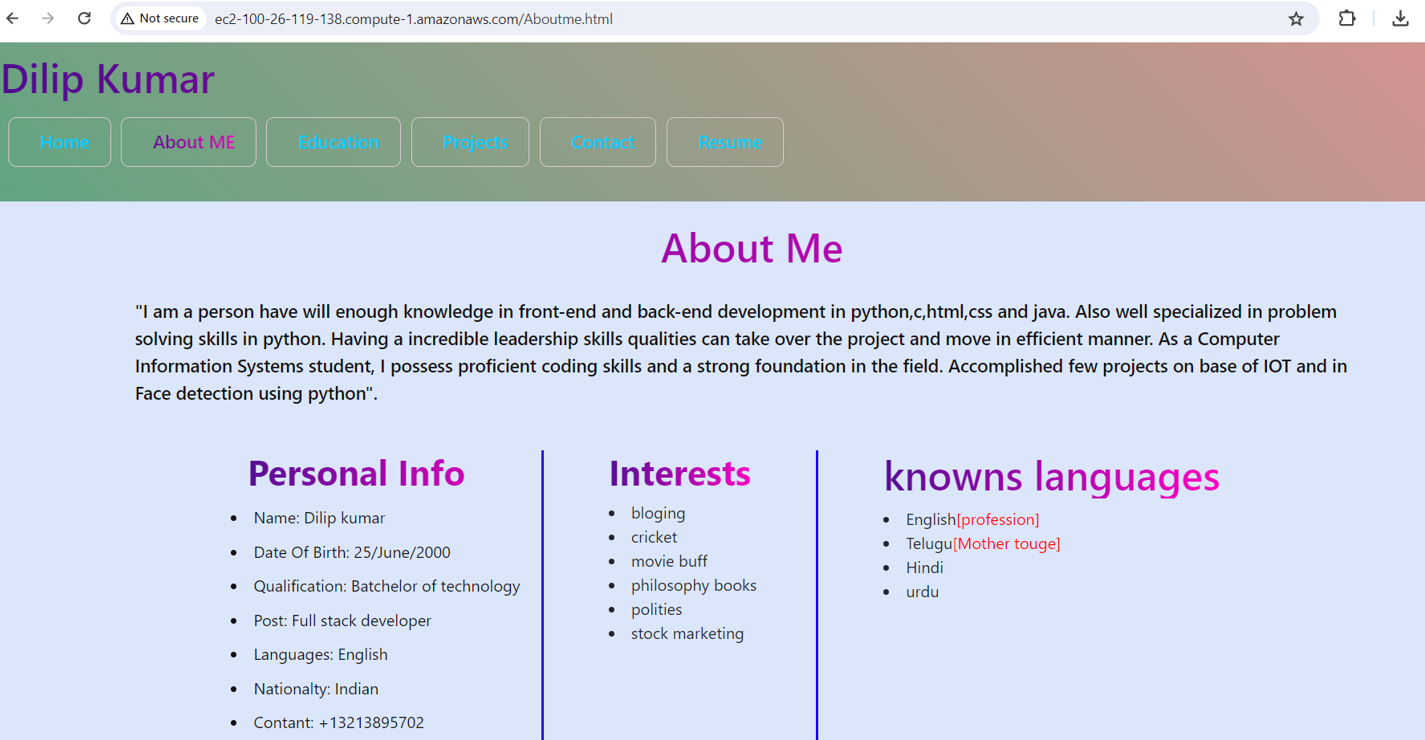 Not secure ec2-100-26-119-138.compute-1.amazonaws.com/Aboutme.html
Dilip Kumar
Home About ME Education Projects Contact Resume
About Me
"I am a person have will enough knowledge in front-end and back-end development in python,c,html,css and java. Also well specialized in problem
solving skills in python. Having a incredible leadership skills qualities can take over the project and move in efficient manner. As a Computer
Information Systems student, I possess proficient coding skills and a strong foundation in the field. Accomplished few projects on base of IOT and in
Face detection using python".
Personal Info
Name: Dilip kumar
Date Of Birth: 25/June/2000
Qualification: Batchelor of technology
Post: Full stack developer
Languages: English
Nationalty: Indian
Contant: +13213895702
Interests
bloging
cricket
movie buff
philosophy books
polities
stock marketing
knowns languages
English[profession]
Telugu[Mother touge]
Hindi
urdu